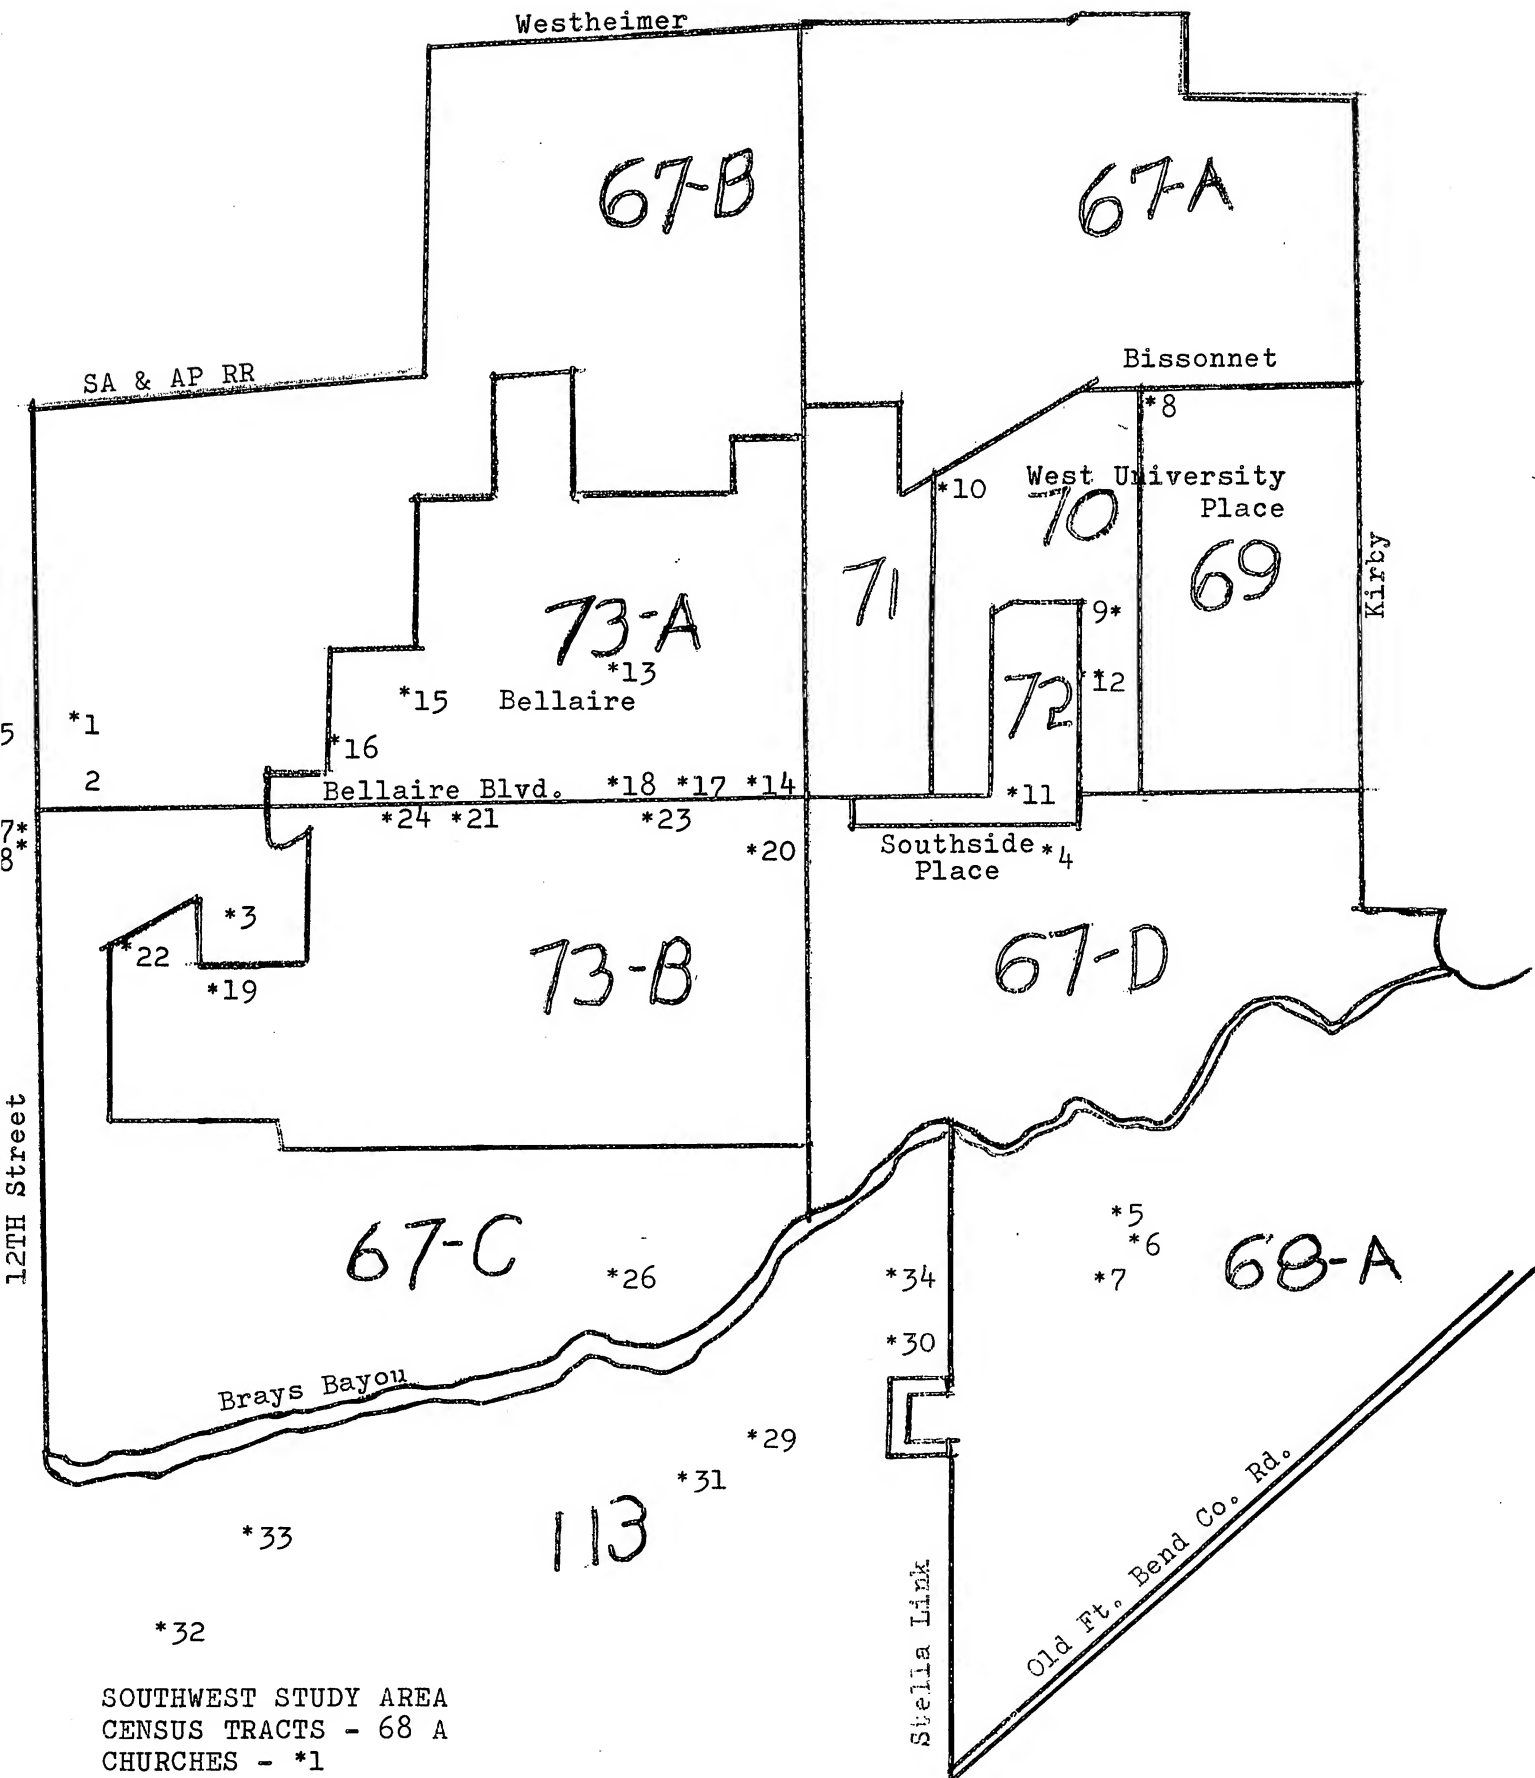 Westheimer
67-B
67-A
SA & AP RR
Bissonnet
*8
*10
West University
Place
70
71
69
Kirby
73-A
9*
*13
*12
*15
Bellaire
72
*1
5
*16
2
Bellaire Blvd.
*18
*17
*14
*11
*24
*21
*23
7*
8*
*20
Southside
Place
*4
*3
*22
*19
73-B
67-D
12TH Street
67-C
*26
*5
*6
*7
68-A
*34
*30
Brays Bayou
*29
*31
*33
113
*32
Stella Link
Old Ft. Bend Co. Rd.
SOUTHWEST STUDY AREA
CENSUS TRACTS - 68 A
CHURCHES - *1